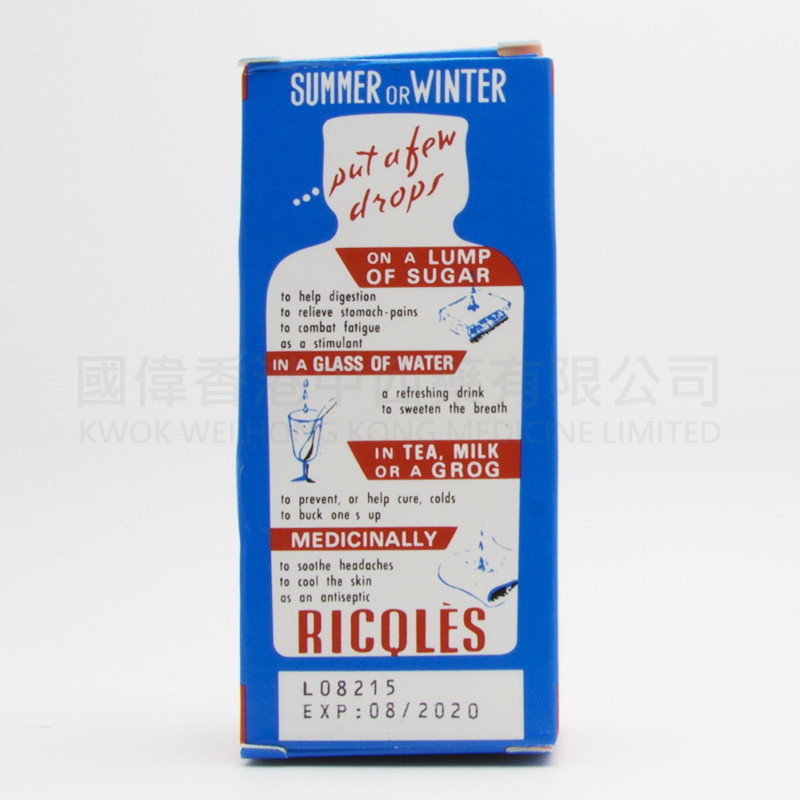 SUMMER OR WINTER
put a few
... drops
ON A LUMP
OF SUGAR
to help digestion
to relieve stomach-pains
to combat fatigue
as a stimulant
IN A GLASS OF WATER
a refreshing drink
to sweeten the breath
國偉香港中西藥有限公司
KWOK WEI HONG KONG MEDICINE LIMITED
IN TEA, MILK
OR A GROG
to prevent, or help cure, colds
to buck one s up
MEDICINALLY
to soothe headaches
to cool the skin
as an antiseptic
RICQLÈS
L08215
EXP:08/2020